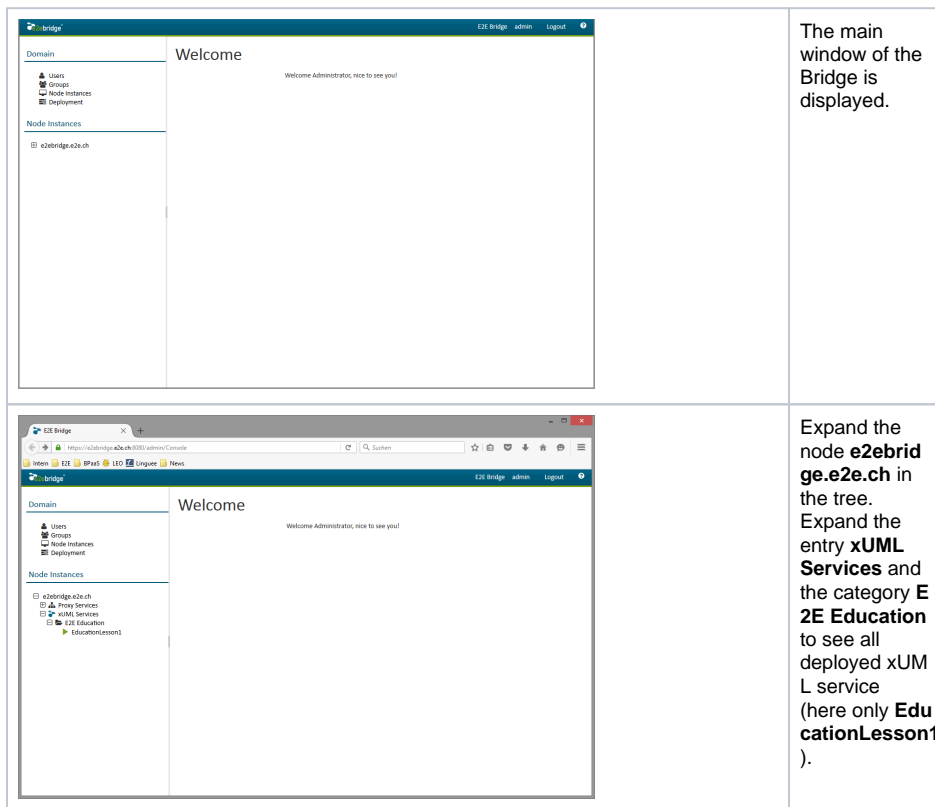 e2ebridge
E2E Bridge admin Logout ?
Domain
Users
Groups
Node Instances
Deployment
Node Instances
e2ebridge.e2e.ch
Welcome
Welcome Administrator, nice to see you!
The main
window of the
Bridge is
displayed.
E2E Bridge
https://e2ebridge.e2e.ch:8080/admin/Console
Suchen
Intern E2E BPaaS LEO Linguee News
e2ebridge
E2E Bridge admin Logout ?
Domain
Users
Groups
Node Instances
Deployment
Node Instances
e2ebridge.e2e.ch
Proxy Services
xUML Services
E2E Education
EducationLesson1
Welcome
Welcome Administrator, nice to see you!
Expand the
node e2ebrid
ge.e2e.ch in
the tree.
Expand the
entry xUML
Services and
the category E
2E Education
to see all
deployed xUM
L service
(here only Edu
cationLesson1
).